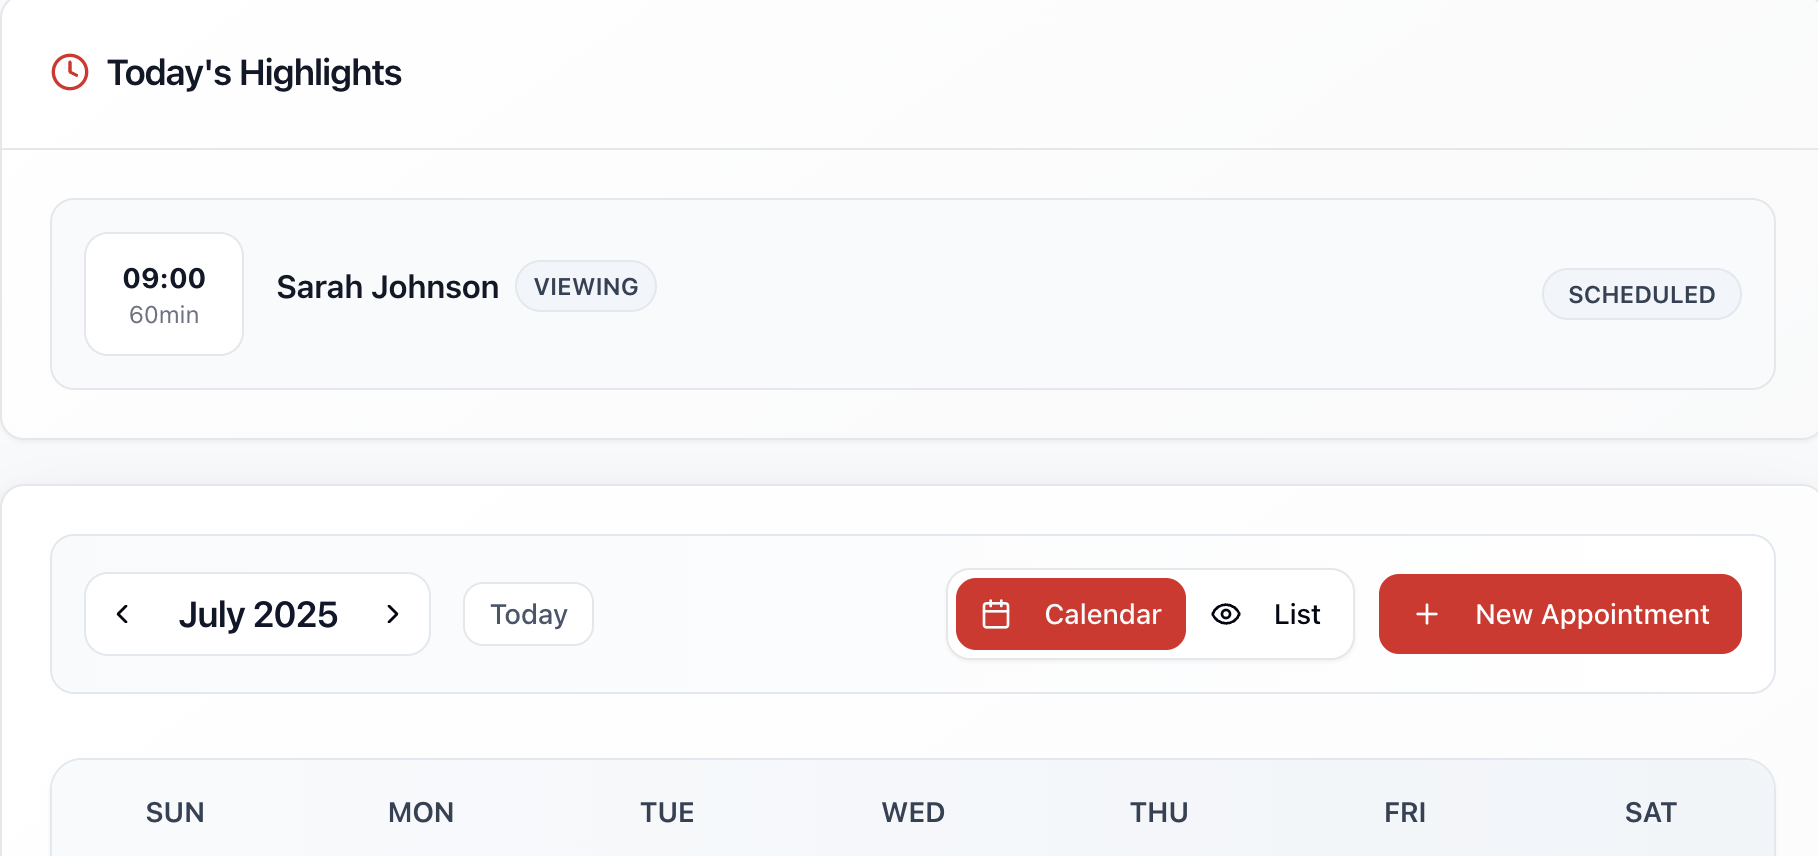 Today's Highlights
09:00
60min
Sarah Johnson
VIEWING
SCHEDULED
July 2025
Today
Calendar
List
New Appointment
SUN MON TUE WED THU FRI SAT